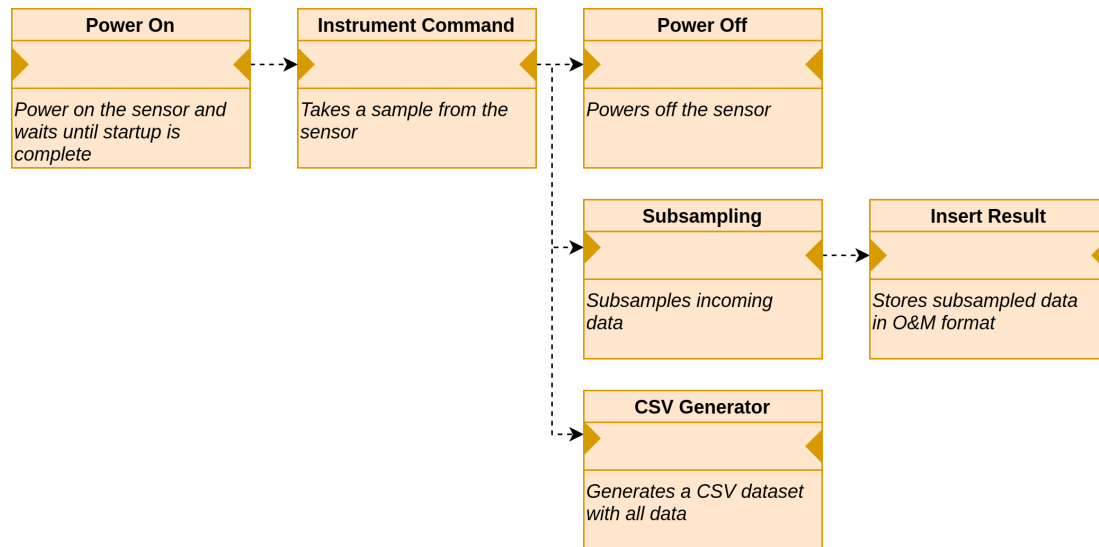 Power On
Power on the sensor and
waits until startup is
complete
Instrument Command
Takes a sample from the
sensor
Power Off
Powers off the sensor
Subsampling
Subsamples incoming
data
Insert Result
Stores subsampled data
in O&M format
CSV Generator
Generates a CSV dataset
with all data